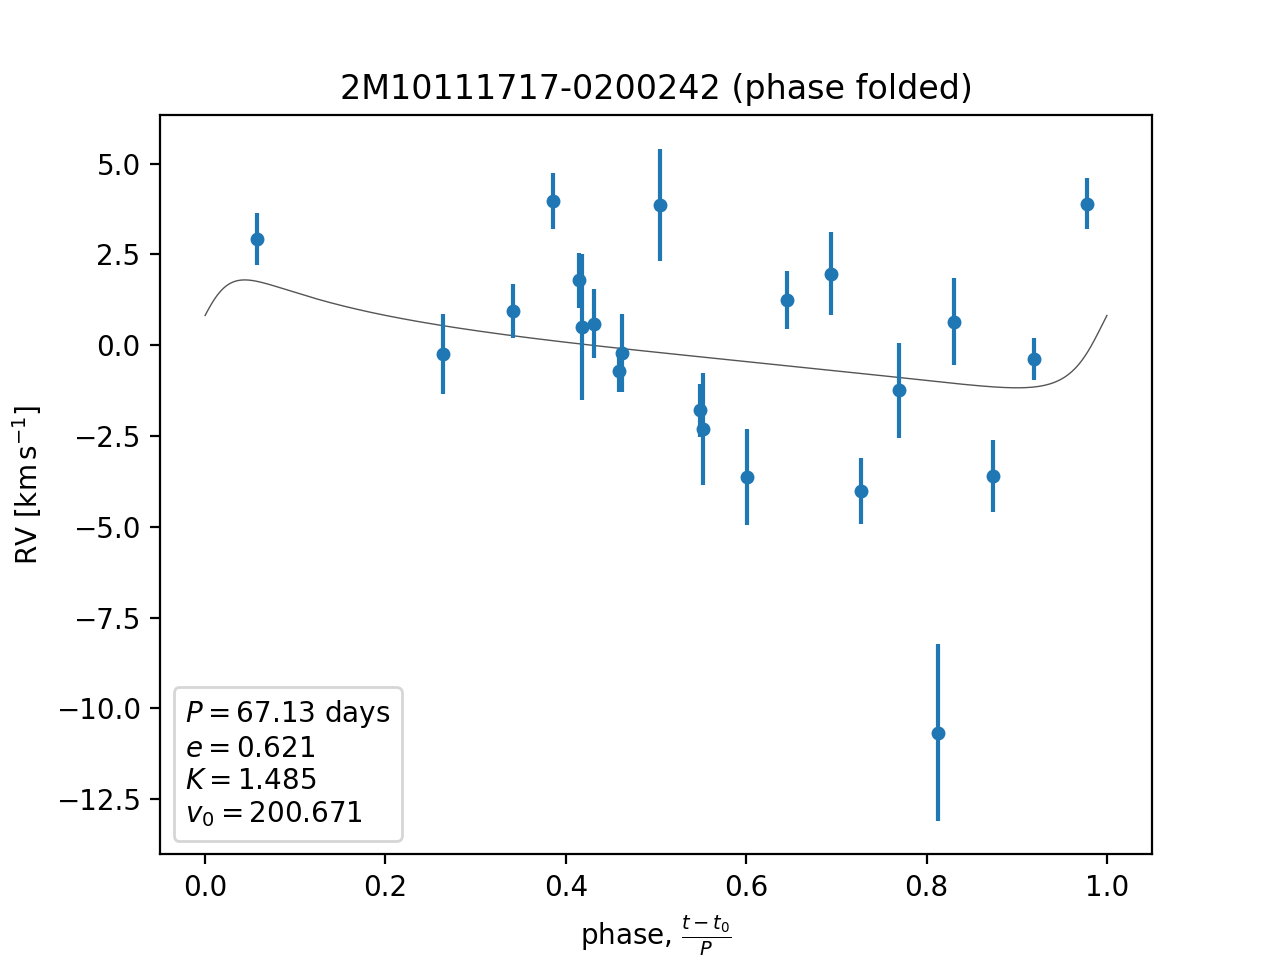 2M10111717-0200242 (phase folded)
5.0
2.5
0.0
−2.5
−5.0
−7.5
−10.0
−12.5
RV [km s⁻¹]
P = 67.13 days
e = 0.621
K = 1.485
v₀ = 200.671
0.0 0.2 0.4 0.6 0.8 1.0
phase, (t − t₀)/P